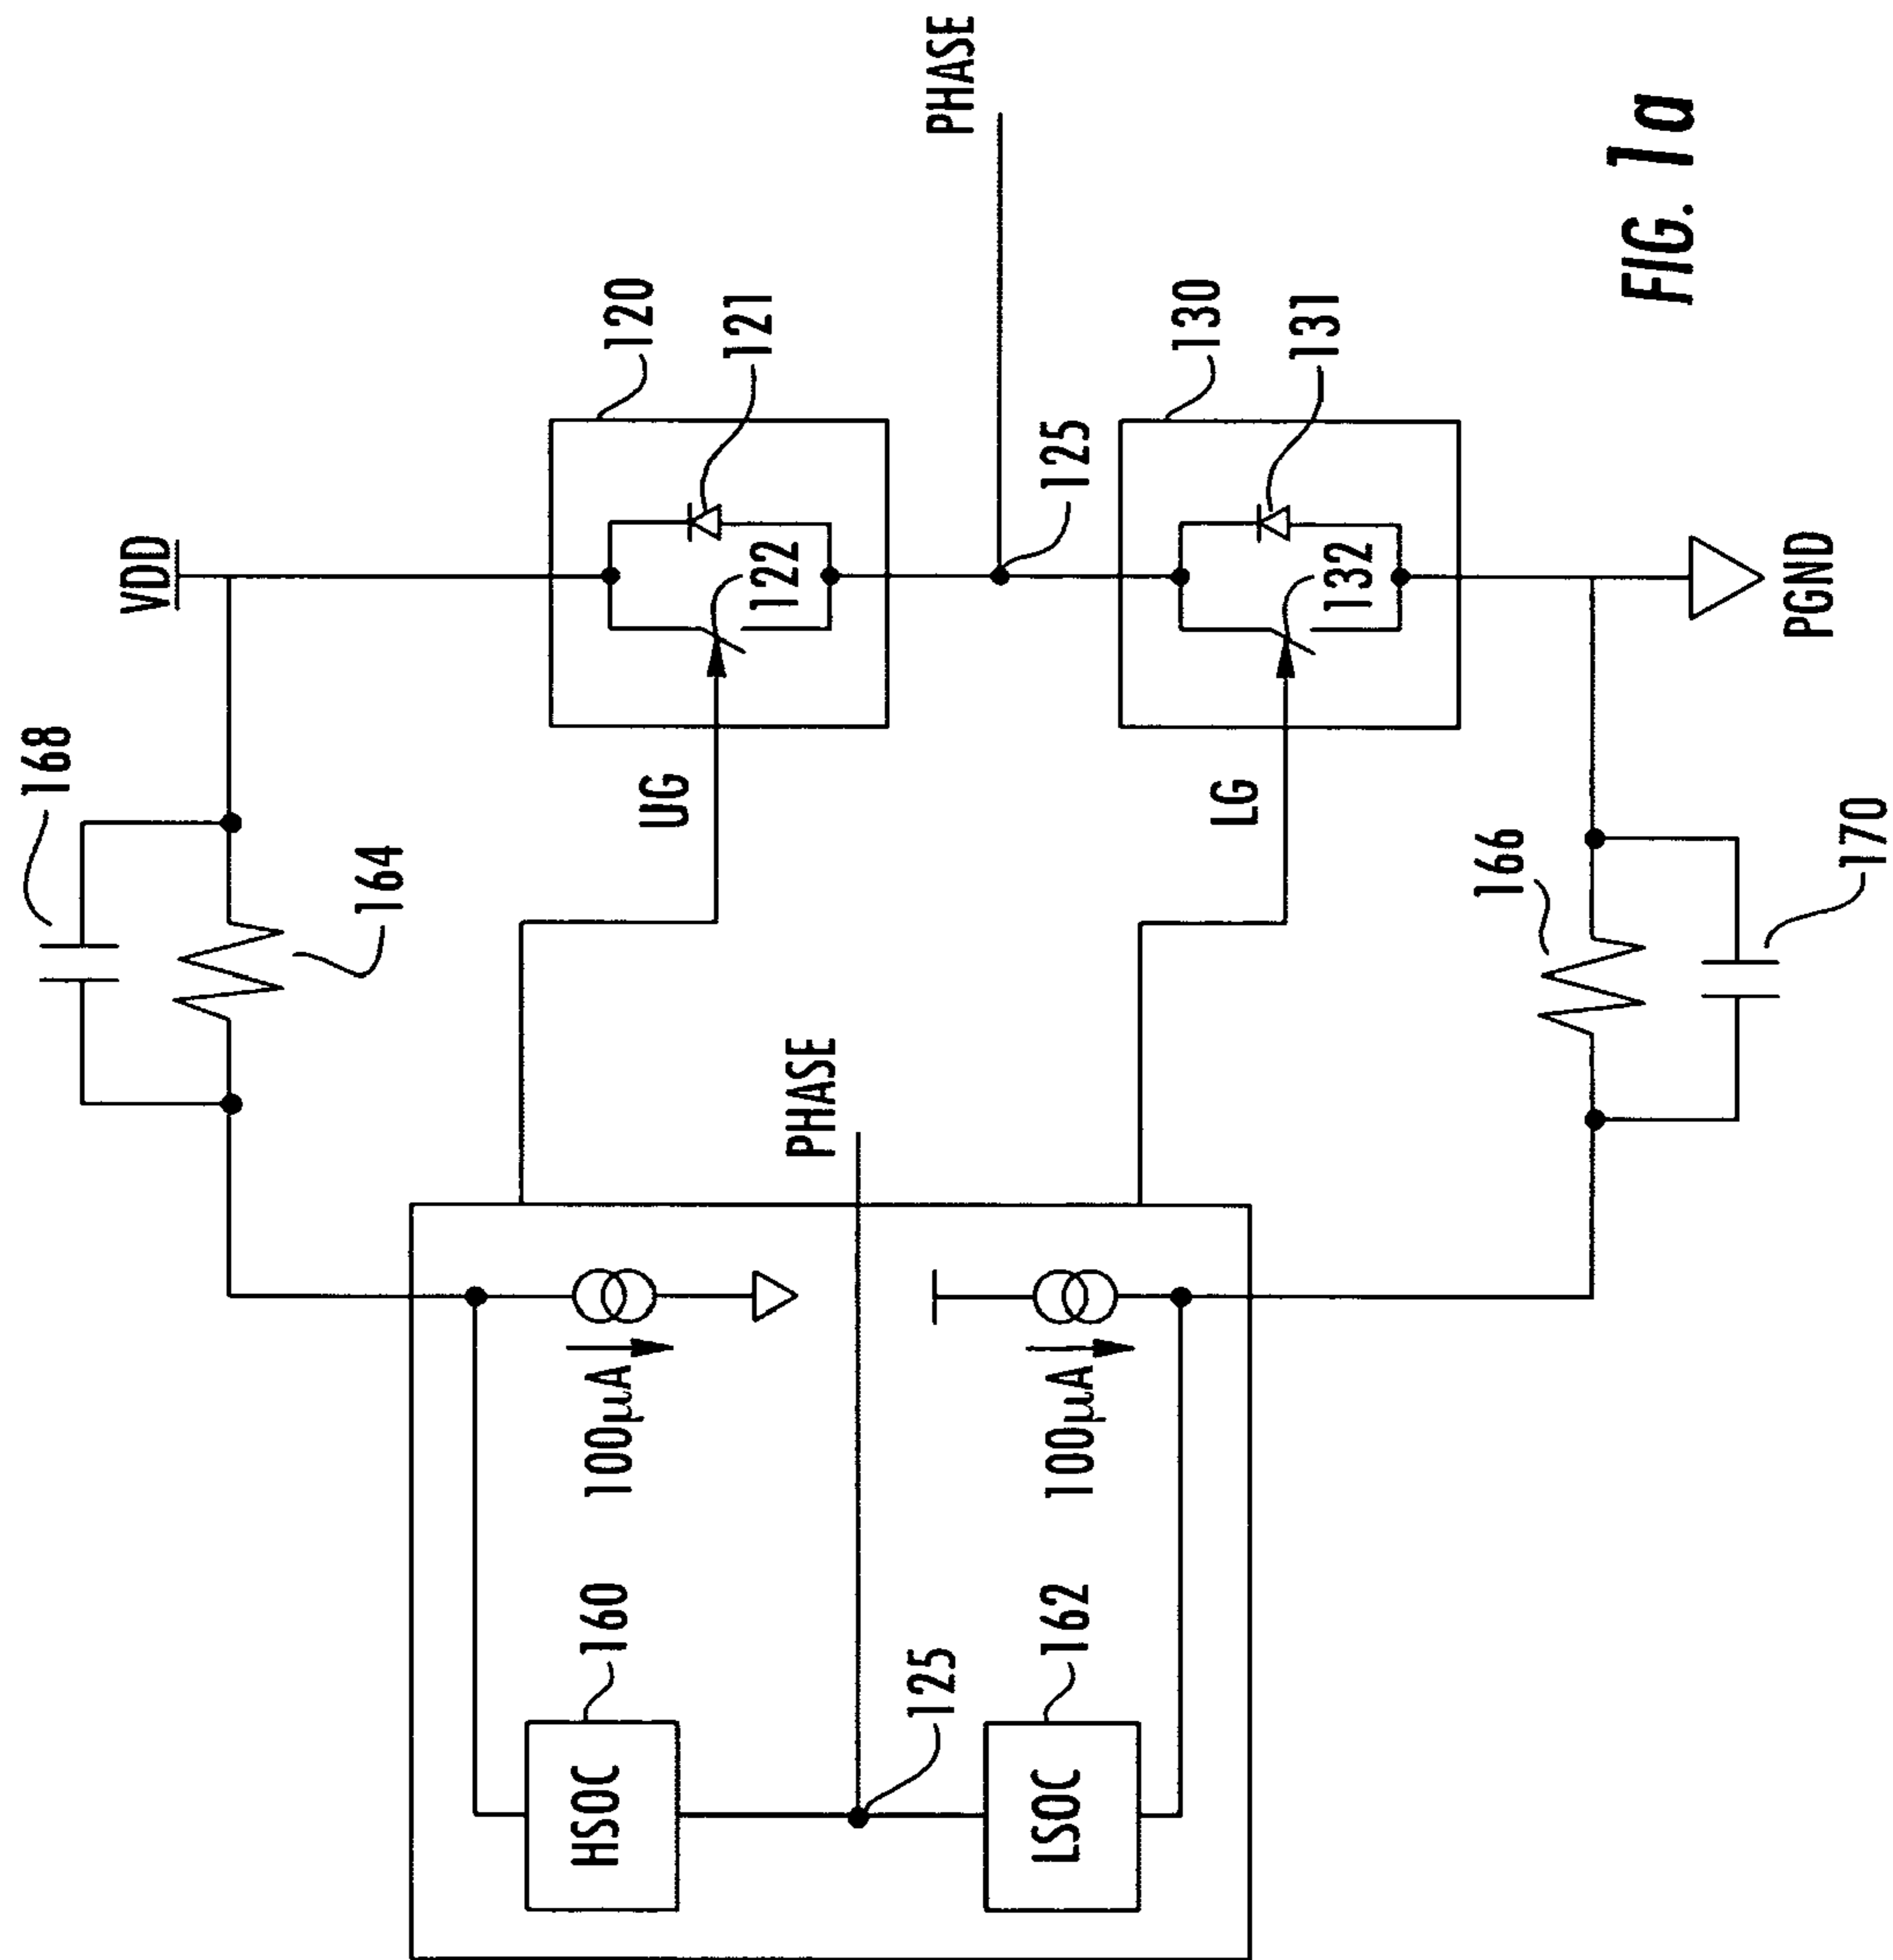 168
164
VDD
120
121
122
UG
PHASE
125
PHASE
HSOC
160
100μA
125
LSOC
162
100μA
LG
130
131
132
166
170
PGND
FIG. 1a